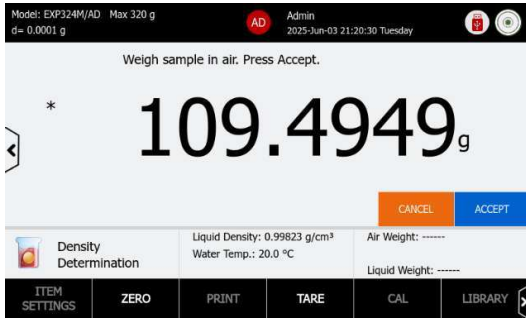 Model: EXP324M/AD Max 320 g
d= 0.0001 g
AD
Admin
2025-Jun-03 21:20:30 Tuesday
Weigh sample in air. Press Accept.
*
109.4949 g
CANCEL
ACCEPT
Density
Determination
Liquid Density: 0.99823 g/cm³
Water Temp.: 20.0 °C
Air Weight: ------
Liquid Weight: ------
ITEM
SETTINGS
ZERO
PRINT
TARE
CAL
LIBRARY